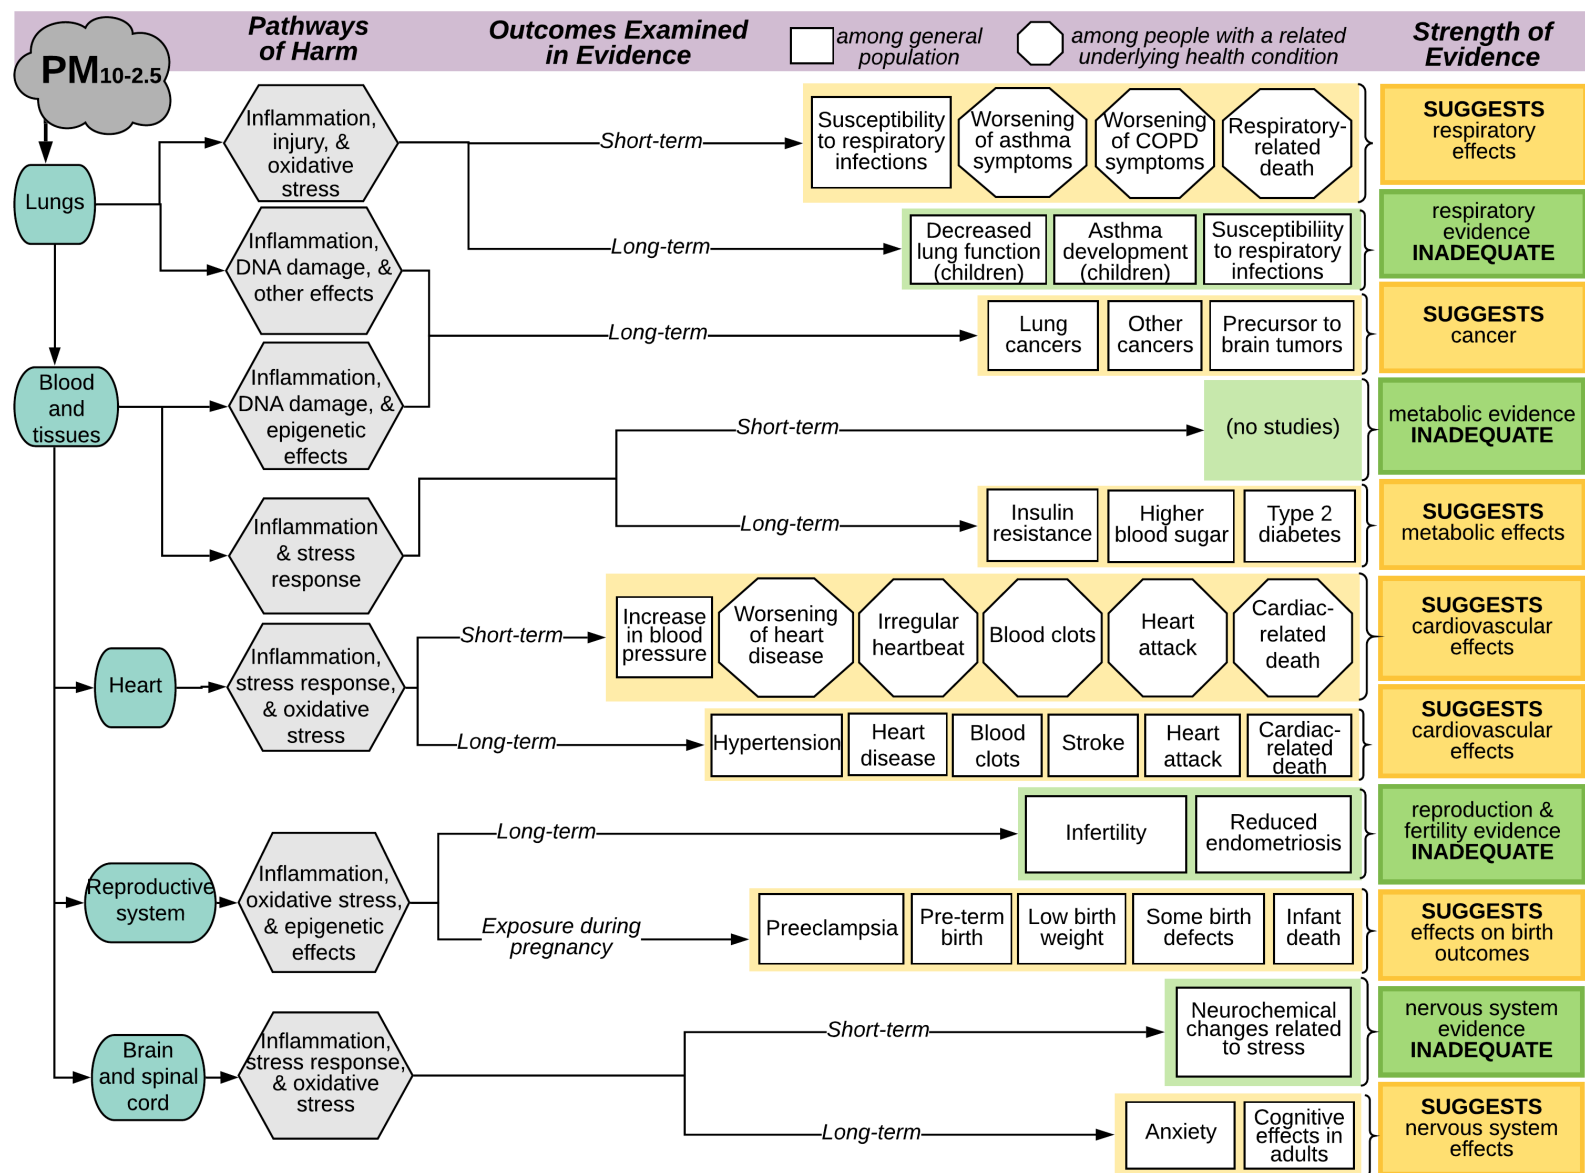 PM10-2.5
Pathways
of Harm
Outcomes Examined
in Evidence
among general
population
among people with a related
underlying health condition
Strength of
Evidence
Lungs
Inflammation,
injury, &
oxidative
stress
Short-term
Susceptibility
to respiratory
infections
Worsening
of asthma
symptoms
Worsening
of COPD
symptoms
Respiratory-
related
death
SUGGESTS
respiratory
effects
Long-term
Decreased
lung function
(children)
Asthma
development
(children)
Susceptibiliity
to respiratory
infections
respiratory
evidence
INADEQUATE
Inflammation,
DNA damage, &
other effects
Long-term
Lung
cancers
Other
cancers
Precursor to
brain tumors
SUGGESTS
cancer
Blood
and
tissues
Inflammation,
DNA damage, &
epigenetic
effects
Short-term
(no studies)
metabolic evidence
INADEQUATE
Inflammation
& stress
response
Long-term
Insulin
resistance
Higher
blood sugar
Type 2
diabetes
SUGGESTS
metabolic effects
Heart
Inflammation,
stress response,
& oxidative
stress
Short-term
Increase
in blood
pressure
Worsening
of heart
disease
Irregular
heartbeat
Blood clots
Heart
attack
Cardiac-
related
death
SUGGESTS
cardiovascular
effects
Long-term
Hypertension
Heart
disease
Blood
clots
Stroke
Heart
attack
Cardiac-
related
death
SUGGESTS
cardiovascular
effects
Reproductive
system
Inflammation,
oxidative stress,
& epigenetic
effects
Long-term
Infertility
Reduced
endometriosis
reproduction &
fertility evidence
INADEQUATE
Exposure during
pregnancy
Preeclampsia
Pre-term
birth
Low birth
weight
Some birth
defects
Infant
death
SUGGESTS
effects on birth
outcomes
Brain
and spinal
cord
Inflammation,
stress response,
& oxidative
stress
Short-term
Neurochemical
changes related
to stress
nervous system
evidence
INADEQUATE
Long-term
Anxiety
Cognitive
effects in
adults
SUGGESTS
nervous system
effects